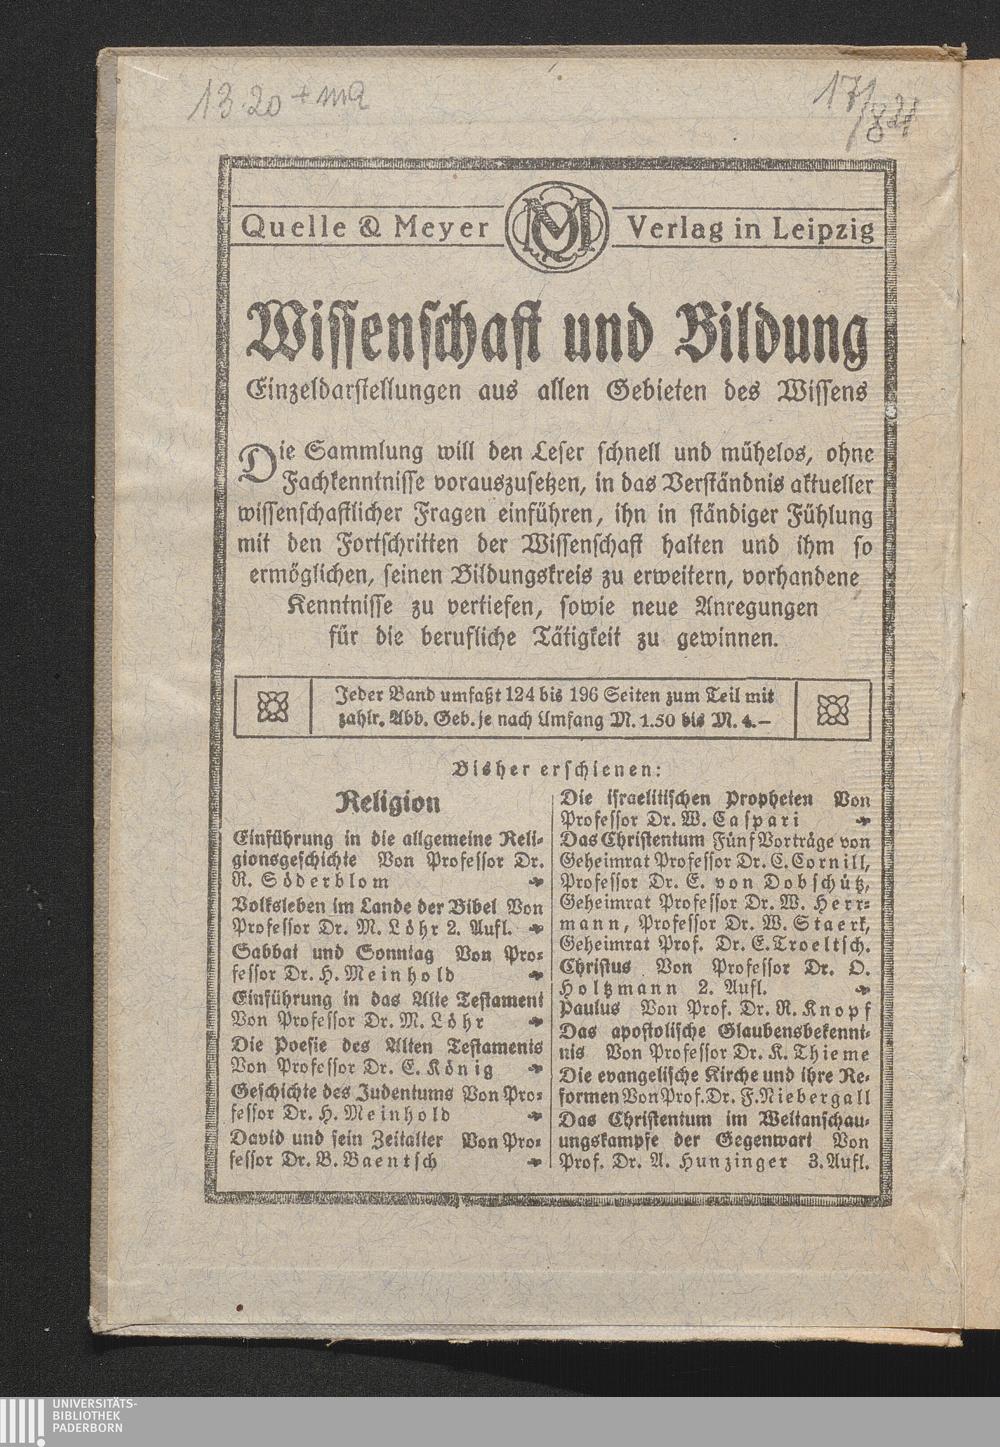 13.20 + ma
17/84
Quelle & Meyer Verlag in Leipzig
Wissenschaft und Bildung
Einzeldarstellungen aus allen Gebieten des Wissens
Die Sammlung will den Leser schnell und mühelos, ohne
Fachkenntnisse vorauszusetzen, in das Verständnis aktueller
wissenschaftlicher Fragen einführen, ihn in ständiger Fühlung
mit den Fortschritten der Wissenschaft halten und ihm so
ermöglichen, seinen Bildungskreis zu erweitern, vorhandene
Kenntnisse zu vertiefen, sowie neue Anregungen
für die berufliche Tätigkeit zu gewinnen.
Jeder Band umfaßt 124 bis 196 Seiten zum Teil mit
zahlr. Abb. Geb. je nach Umfang M. 1.50 bis M. 4.—
Bisher erschienen:
Religion
Einführung in die allgemeine Reli-
gionsgeschichte Von Professor Dr.
N. Söderblom
Volksleben im Lande der Bibel Von
Professor Dr. M. Löhr 2. Aufl.
Sabbat und Sonntag Von Pro-
fessor Dr. H. Meinhold
Einführung in das Alte Testament
Von Professor Dr. M. Löhr
Die Poesie des Alten Testaments
Von Professor Dr. E. König
Geschichte des Judentums Von Pro-
fessor Dr. H. Meinhold
David und sein Zeitalter Von Pro-
fessor Dr. B. Baentsch
Die israelitischen Propheten Von
Professor Dr. W. Caspari
Das Christentum Fünf Vorträge von
Geheimrat Professor Dr. C. Cornill,
Professor Dr. E. von Dobschütz,
Geheimrat Professor Dr. W. Herr-
mann, Professor Dr. W. Staerk,
Geheimrat Prof. Dr. E. Troeltsch.
Christus Von Professor Dr. O.
Holtzmann 2. Aufl.
Paulus Von Prof. Dr. R. Knopf
Das apostolische Glaubensbekennt-
nis Von Professor Dr. K. Thieme
Die evangelische Kirche und ihre Re-
formen Von Prof. Dr. F. Niebergall
Das Christentum im Weltanschau-
ungskampfe der Gegenwart Von
Prof. Dr. A. Hunzinger 3. Aufl.
UNIVERSITÄTS-
BIBLIOTHEK
PADERBORN